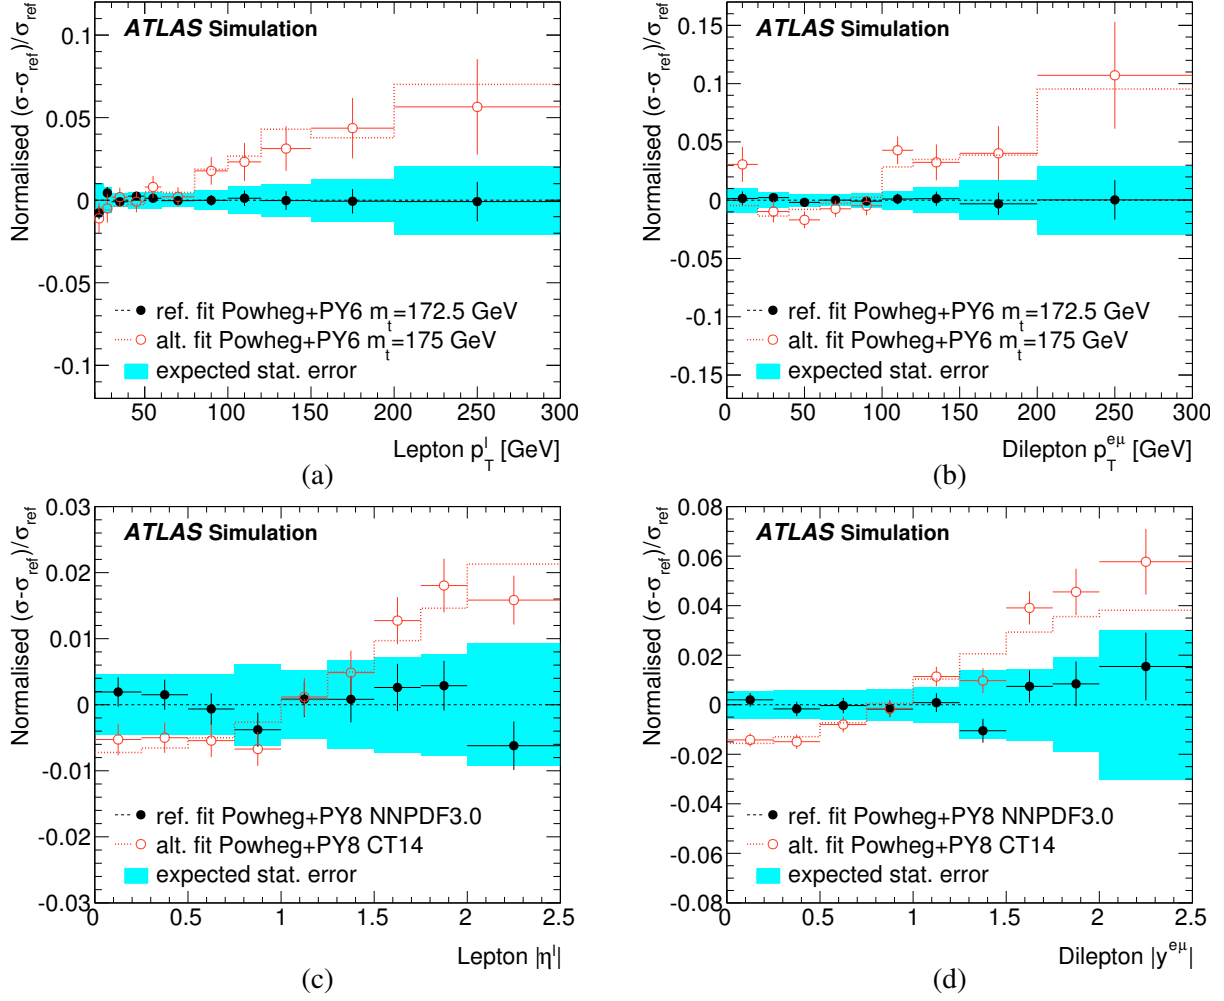 ATLAS Simulation
Normalised (σ-σref)/σref
0.1
0.05
0
-0.05
-0.1
ref. fit Powheg+PY6 mt=172.5 GeV
alt. fit Powheg+PY6 mt=175 GeV
expected stat. error
50 100 150 200 250 300
Lepton pTl [GeV]
(a)
ATLAS Simulation
Normalised (σ-σref)/σref
0.15
0.1
0.05
0
-0.05
-0.1
-0.15
ref. fit Powheg+PY6 mt=172.5 GeV
alt. fit Powheg+PY6 mt=175 GeV
expected stat. error
0 50 100 150 200 250 300
Dilepton pTeμ [GeV]
(b)
ATLAS Simulation
Normalised (σ-σref)/σref
0.03
0.02
0.01
0
-0.01
-0.02
-0.03
ref. fit Powheg+PY8 NNPDF3.0
alt. fit Powheg+PY8 CT14
expected stat. error
0 0.5 1 1.5 2 2.5
Lepton |ηl|
(c)
ATLAS Simulation
Normalised (σ-σref)/σref
0.08
0.06
0.04
0.02
0
-0.02
-0.04
-0.06
-0.08
ref. fit Powheg+PY8 NNPDF3.0
alt. fit Powheg+PY8 CT14
expected stat. error
0 0.5 1 1.5 2 2.5
Dilepton |yeμ|
(d)